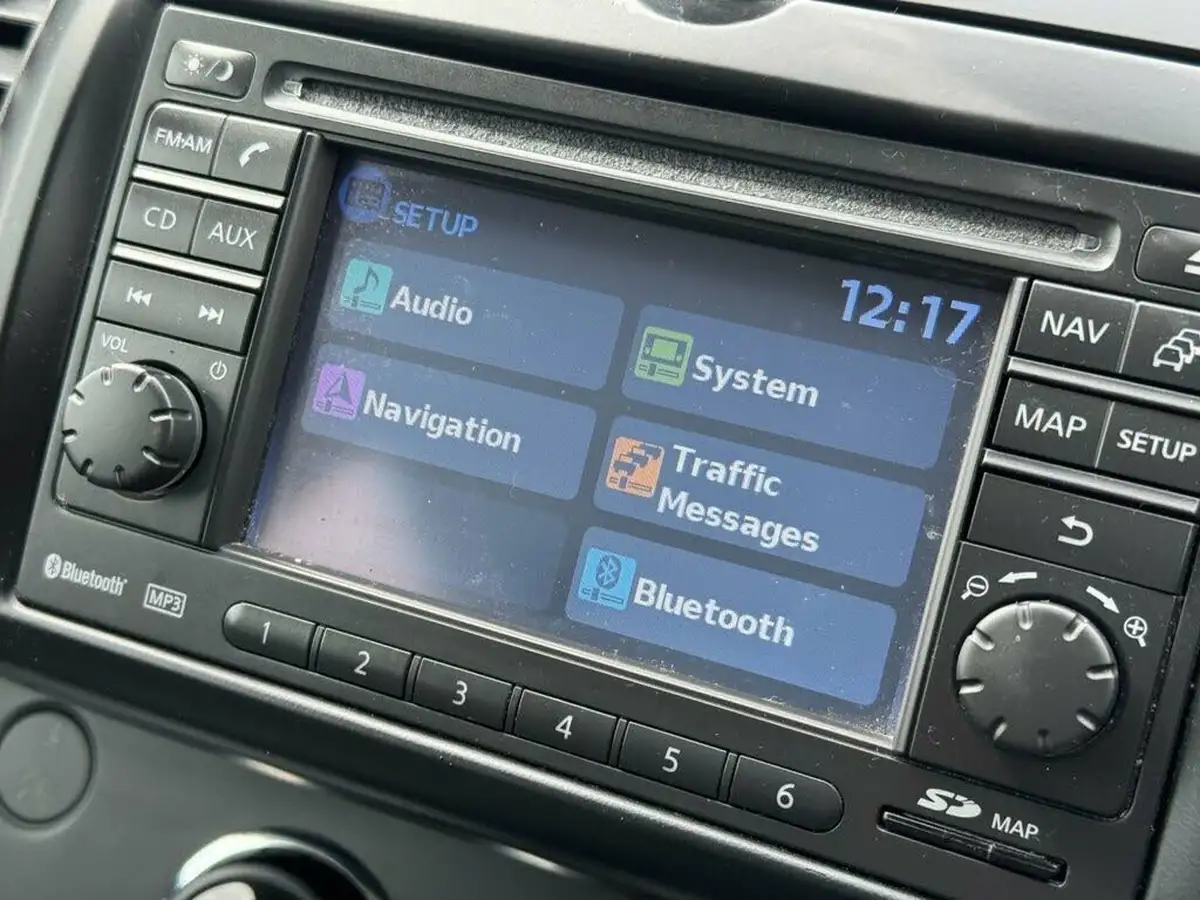 FM·AM
CD
AUX
VOL
SETUP
12:17
Audio
System
Navigation
Traffic
Messages
Bluetooth
NAV
MAP
SETUP
Bluetooth
MP3
1
2
3
4
5
6
SD
MAP